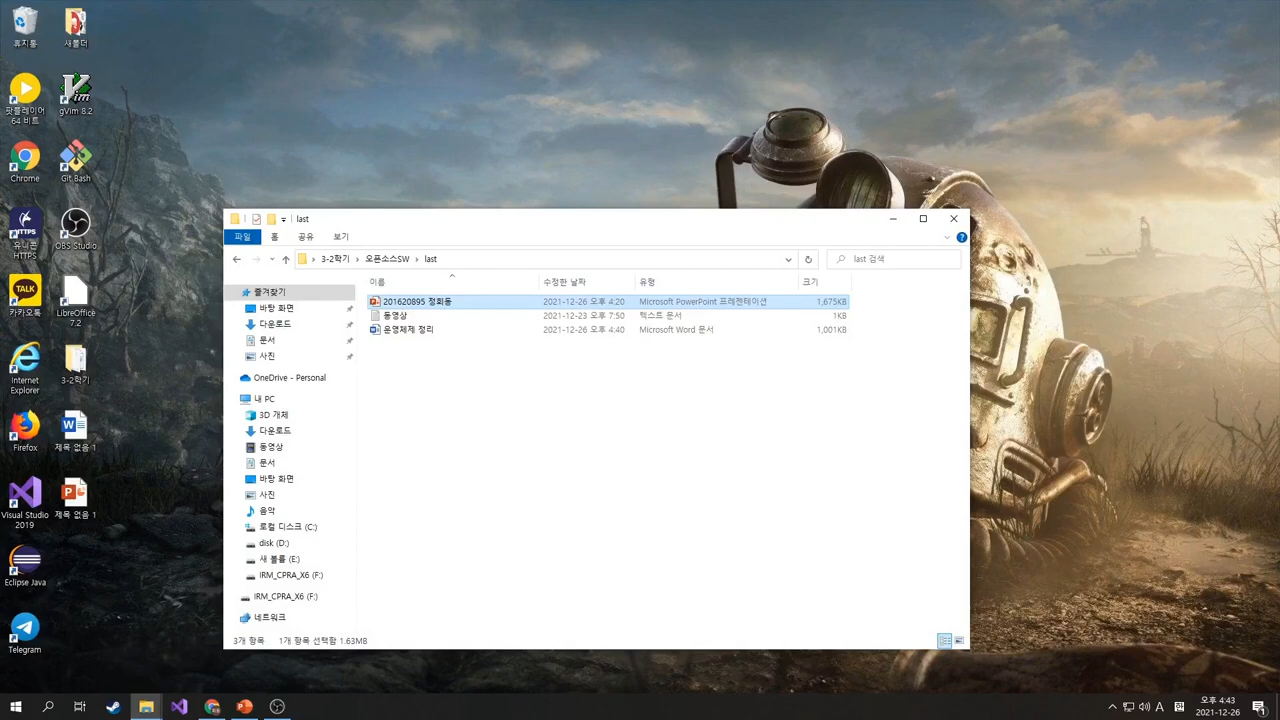 휴지통
새폴더
팟플레이어
64 비트
gVim 8.2
Chrome
Git Bash
유니콘
HTTPS
OBS Studio
카카오톡
LibreOffice
7.2
Internet
Explorer
3-2학기
Firefox
제목 없음 1
Visual Studio
2019
제목 없음 1
Eclipse Java
Telegram
last
파일
홈
공유
보기
3-2학기 > 오픈소스SW > last
last 검색
이름
수정한 날짜
유형
크기
201620895 정희동
2021-12-26 오후 4:20
Microsoft PowerPoint 프레젠테이션
1,675KB
동영상
2021-12-23 오후 7:50
텍스트 문서
1KB
운영체제 정리
2021-12-26 오후 4:40
Microsoft Word 문서
1,001KB
즐겨찾기
바탕 화면
다운로드
문서
사진
OneDrive - Personal
내 PC
3D 개체
다운로드
동영상
문서
바탕 화면
사진
음악
로컬 디스크 (C:)
disk (D:)
새 볼륨 (E:)
IRM_CPRA_X6 (F:)
IRM_CPRA_X6 (F:)
네트워크
3개 항목
1개 항목 선택함 1.63MB
A
한
오후 4:43
2021-12-26
1